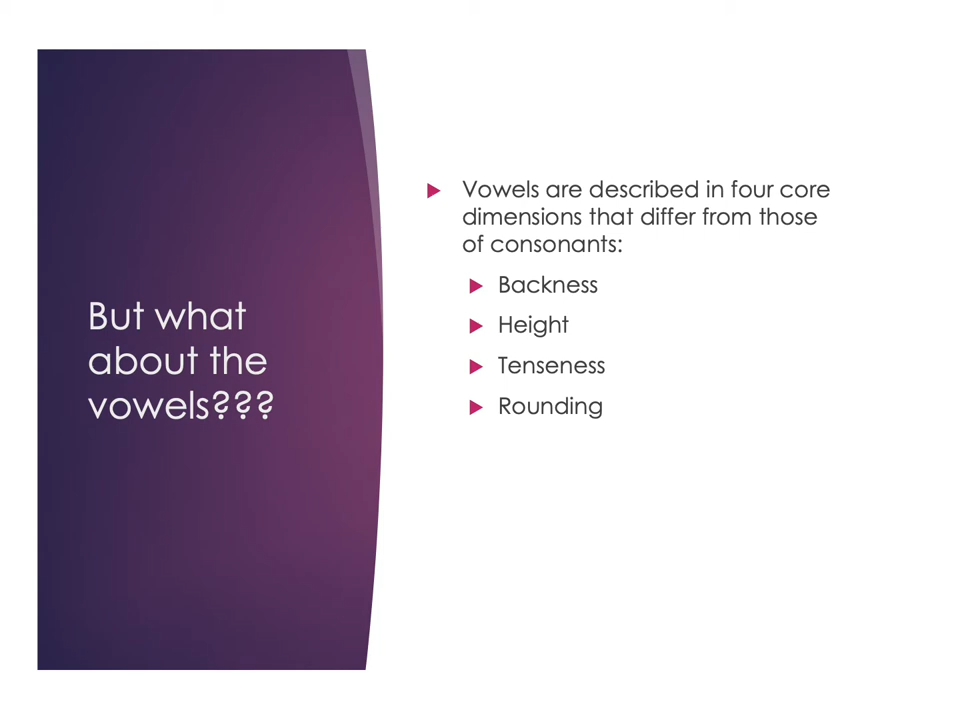 But what
about the
vowels???
Vowels are described in four core
dimensions that differ from those
of consonants:
Backness
Height
Tenseness
Rounding